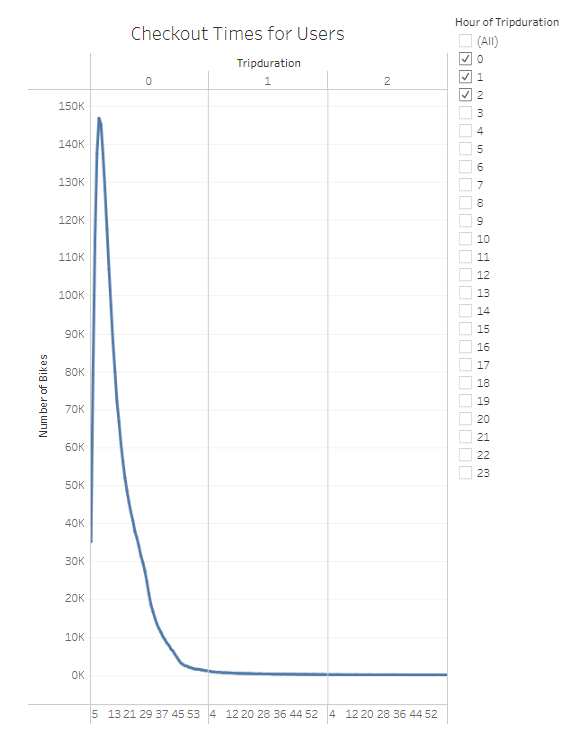 Checkout Times for Users
Tripduration
0 1 2
150K
140K
130K
120K
110K
100K
90K
80K
70K
60K
50K
40K
30K
20K
10K
0K
Number of Bikes
5 13 21 29 37 45 53 4 12 20 28 36 44 52 4 12 20 28 36 44 52
Hour of Tripduration
(All)
0
1
2
3
4
5
6
7
8
9
10
11
12
13
14
15
16
17
18
19
20
21
22
23